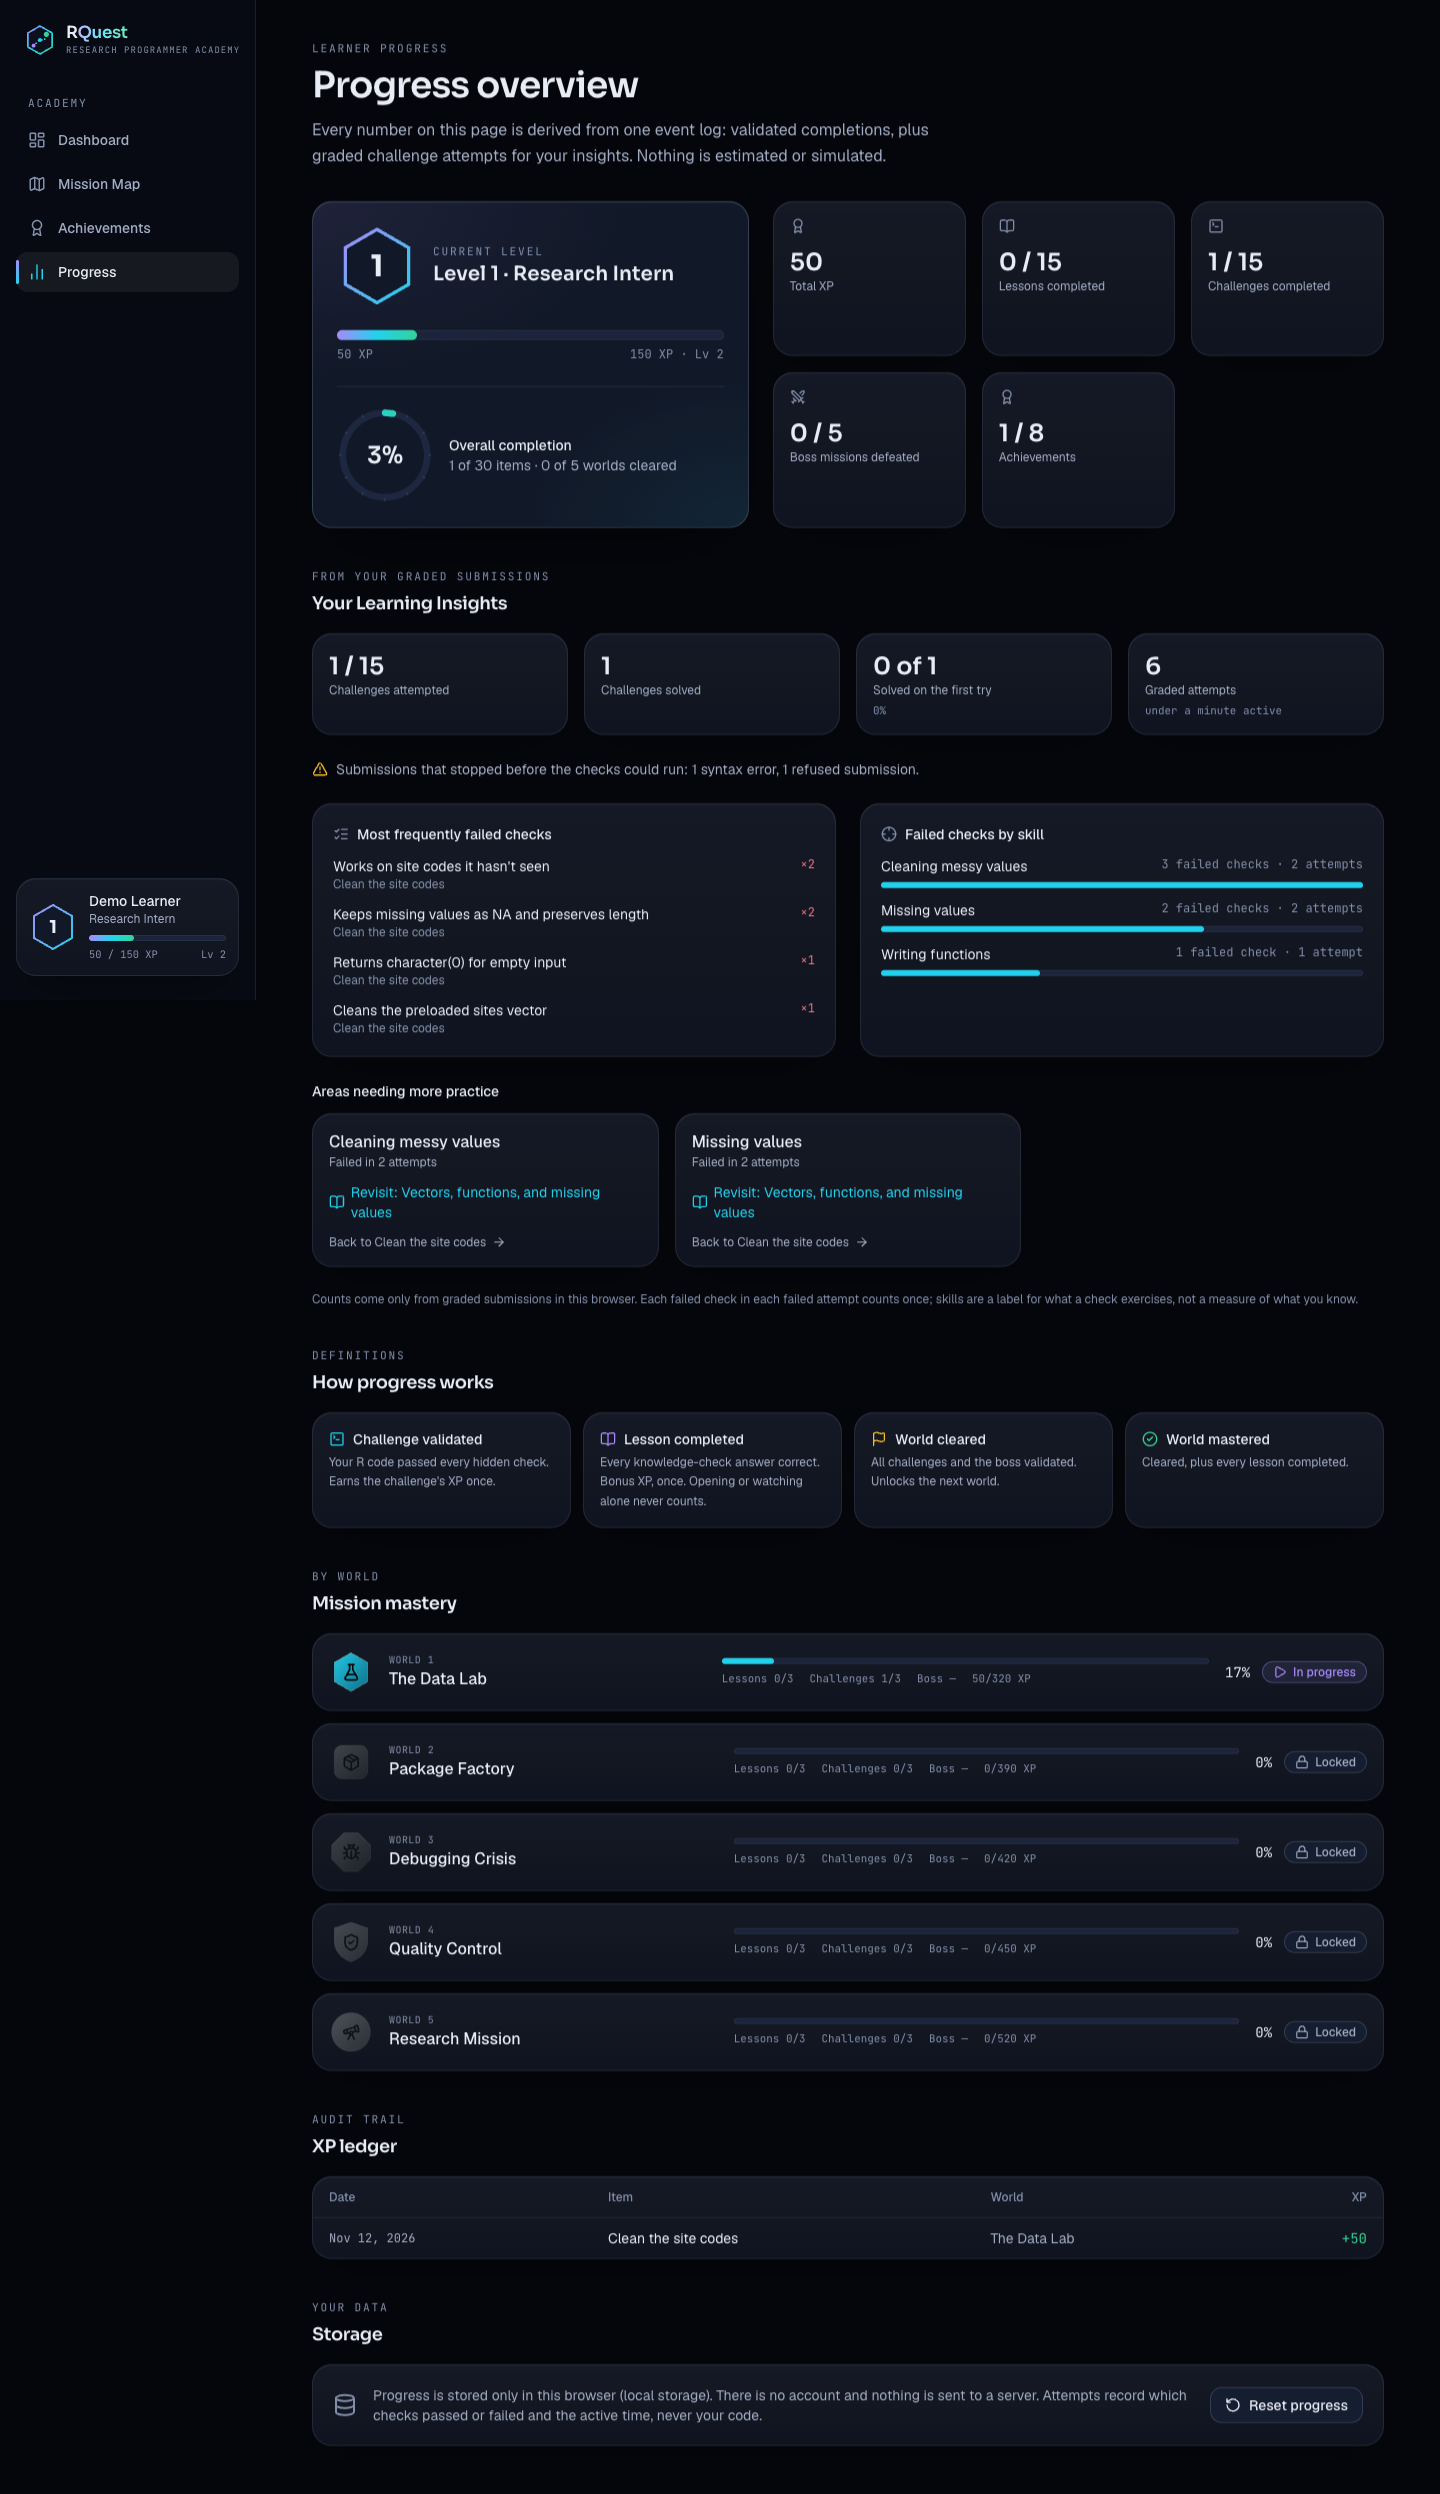 RQuest
RESEARCH PROGRAMMER ACADEMY
ACADEMY
Dashboard
Mission Map
Achievements
Progress
1
Demo Learner
Research Intern
50 / 150 XP
Lv 2
LEARNER PROGRESS
Progress overview
Every number on this page is derived from one event log: validated completions, plus
graded challenge attempts for your insights. Nothing is estimated or simulated.
1
CURRENT LEVEL
Level 1 · Research Intern
50 XP
150 XP · Lv 2
3%
Overall completion
1 of 30 items · 0 of 5 worlds cleared
50
Total XP
0 / 15
Lessons completed
1 / 15
Challenges completed
0 / 5
Boss missions defeated
1 / 8
Achievements
FROM YOUR GRADED SUBMISSIONS
Your Learning Insights
1 / 15
Challenges attempted
1
Challenges solved
0 of 1
Solved on the first try
0%
6
Graded attempts
under a minute active
Submissions that stopped before the checks could run: 1 syntax error, 1 refused submission.
Most frequently failed checks
Works on site codes it hasn't seen
×2
Clean the site codes
Keeps missing values as NA and preserves length
×2
Clean the site codes
Returns character(0) for empty input
×1
Clean the site codes
Cleans the preloaded sites vector
×1
Clean the site codes
Failed checks by skill
Cleaning messy values
3 failed checks · 2 attempts
Missing values
2 failed checks · 2 attempts
Writing functions
1 failed check · 1 attempt
Areas needing more practice
Cleaning messy values
Failed in 2 attempts
Revisit: Vectors, functions, and missing
values
Back to Clean the site codes →
Missing values
Failed in 2 attempts
Revisit: Vectors, functions, and missing
values
Back to Clean the site codes →
Counts come only from graded submissions in this browser. Each failed check in each failed attempt counts once; skills are a label for what a check exercises, not a measure of what you know.
DEFINITIONS
How progress works
Challenge validated
Your R code passed every hidden check.
Earns the challenge's XP once.
Lesson completed
Every knowledge-check answer correct.
Bonus XP, once. Opening or watching
alone never counts.
World cleared
All challenges and the boss validated.
Unlocks the next world.
World mastered
Cleared, plus every lesson completed.
BY WORLD
Mission mastery
WORLD 1
The Data Lab
Lessons 0/3 Challenges 1/3 Boss — 50/320 XP
17%
In progress
WORLD 2
Package Factory
Lessons 0/3 Challenges 0/3 Boss — 0/390 XP
0%
Locked
WORLD 3
Debugging Crisis
Lessons 0/3 Challenges 0/3 Boss — 0/420 XP
0%
Locked
WORLD 4
Quality Control
Lessons 0/3 Challenges 0/3 Boss — 0/450 XP
0%
Locked
WORLD 5
Research Mission
Lessons 0/3 Challenges 0/3 Boss — 0/520 XP
0%
Locked
AUDIT TRAIL
XP ledger
Date Item World XP
Nov 12, 2026 Clean the site codes The Data Lab +50
YOUR DATA
Storage
Progress is stored only in this browser (local storage). There is no account and nothing is sent to a server. Attempts record which
checks passed or failed and the active time, never your code.
Reset progress